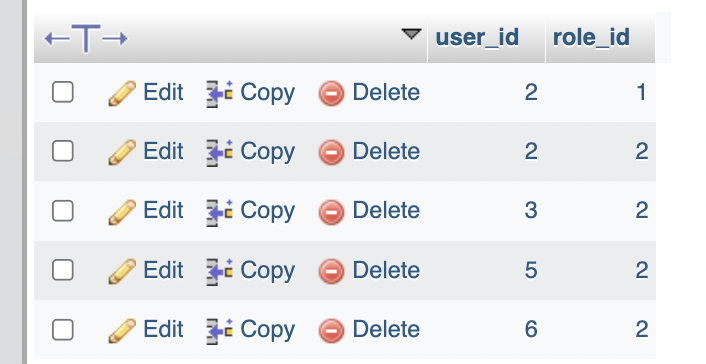 ←T→ user_id role_id
Edit Copy Delete 2 1
Edit Copy Delete 2 2
Edit Copy Delete 3 2
Edit Copy Delete 5 2
Edit Copy Delete 6 2